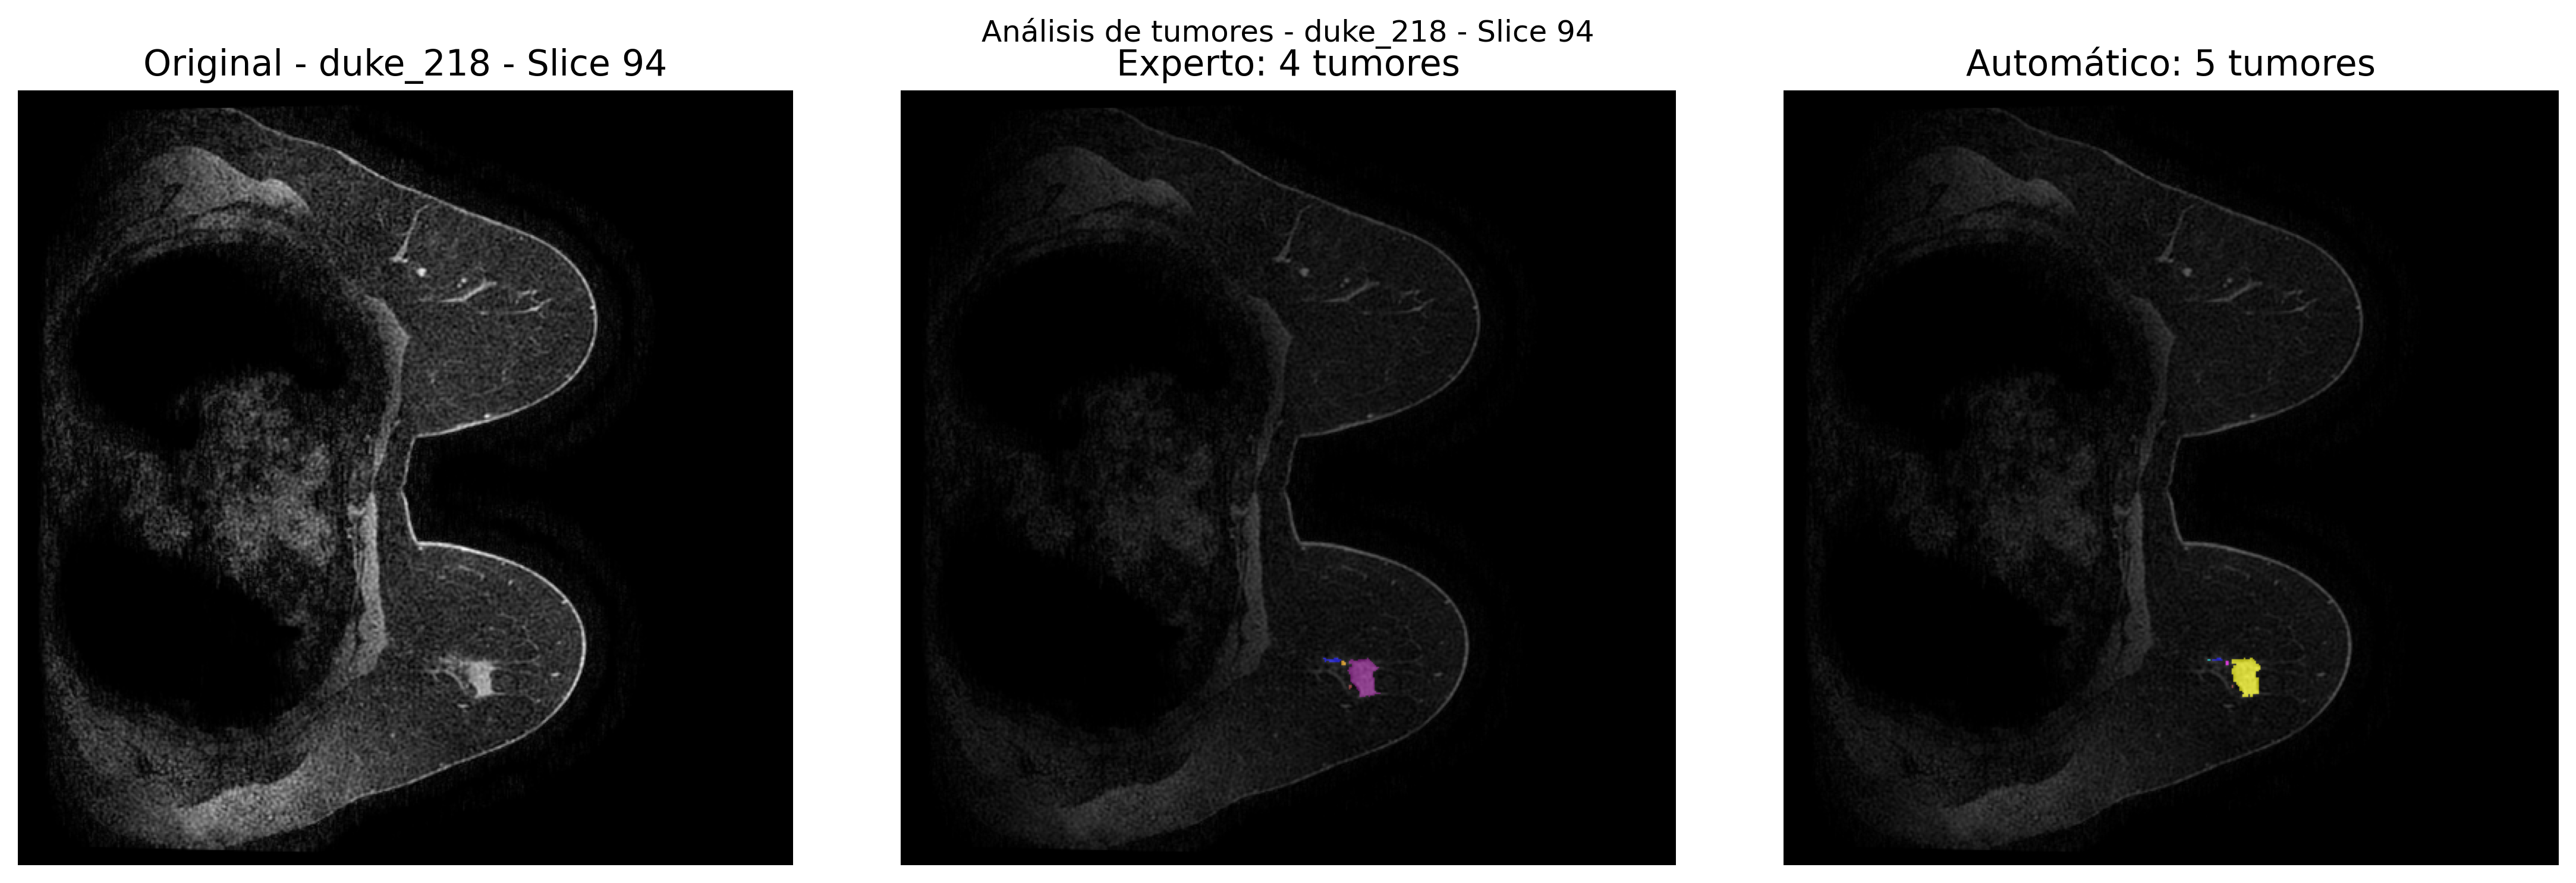 Análisis de tumores - duke_218 - Slice 94
Original - duke_218 - Slice 94
Experto: 4 tumores
Automático: 5 tumores